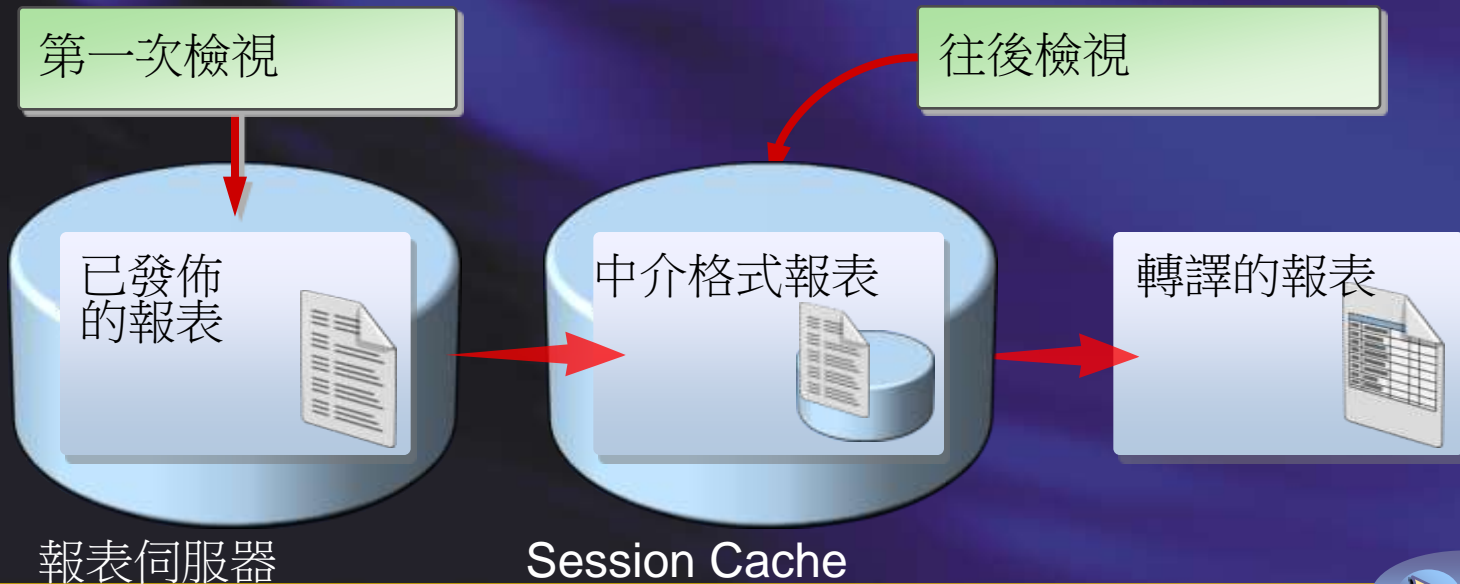 第一次檢視
往後檢視
已發佈
的報表
中介格式報表
轉譯的報表
報表伺服器
Session Cache